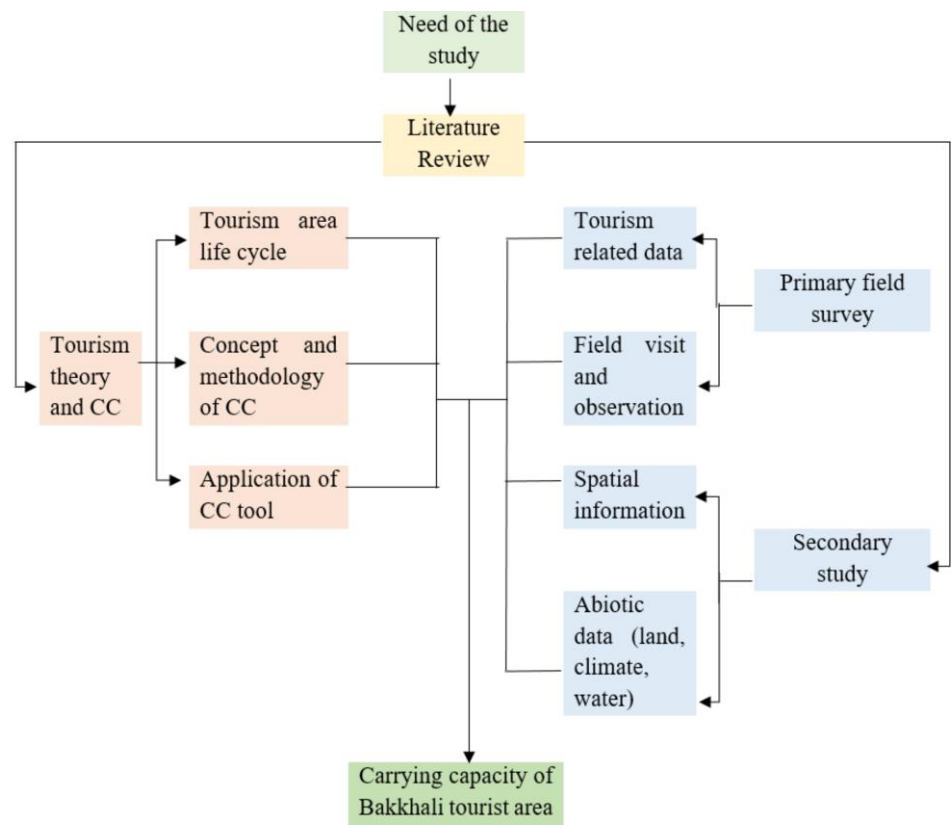 Need of the
study
Literature
Review
Tourism area
life cycle
Tourism
theory
and CC
Concept and
methodology
of CC
Application of
CC tool
Tourism
related data
Field visit
and
observation
Primary field
survey
Spatial
information
Abiotic
data (land,
climate,
water)
Secondary
study
Carrying capacity of
Bakkhali tourist area